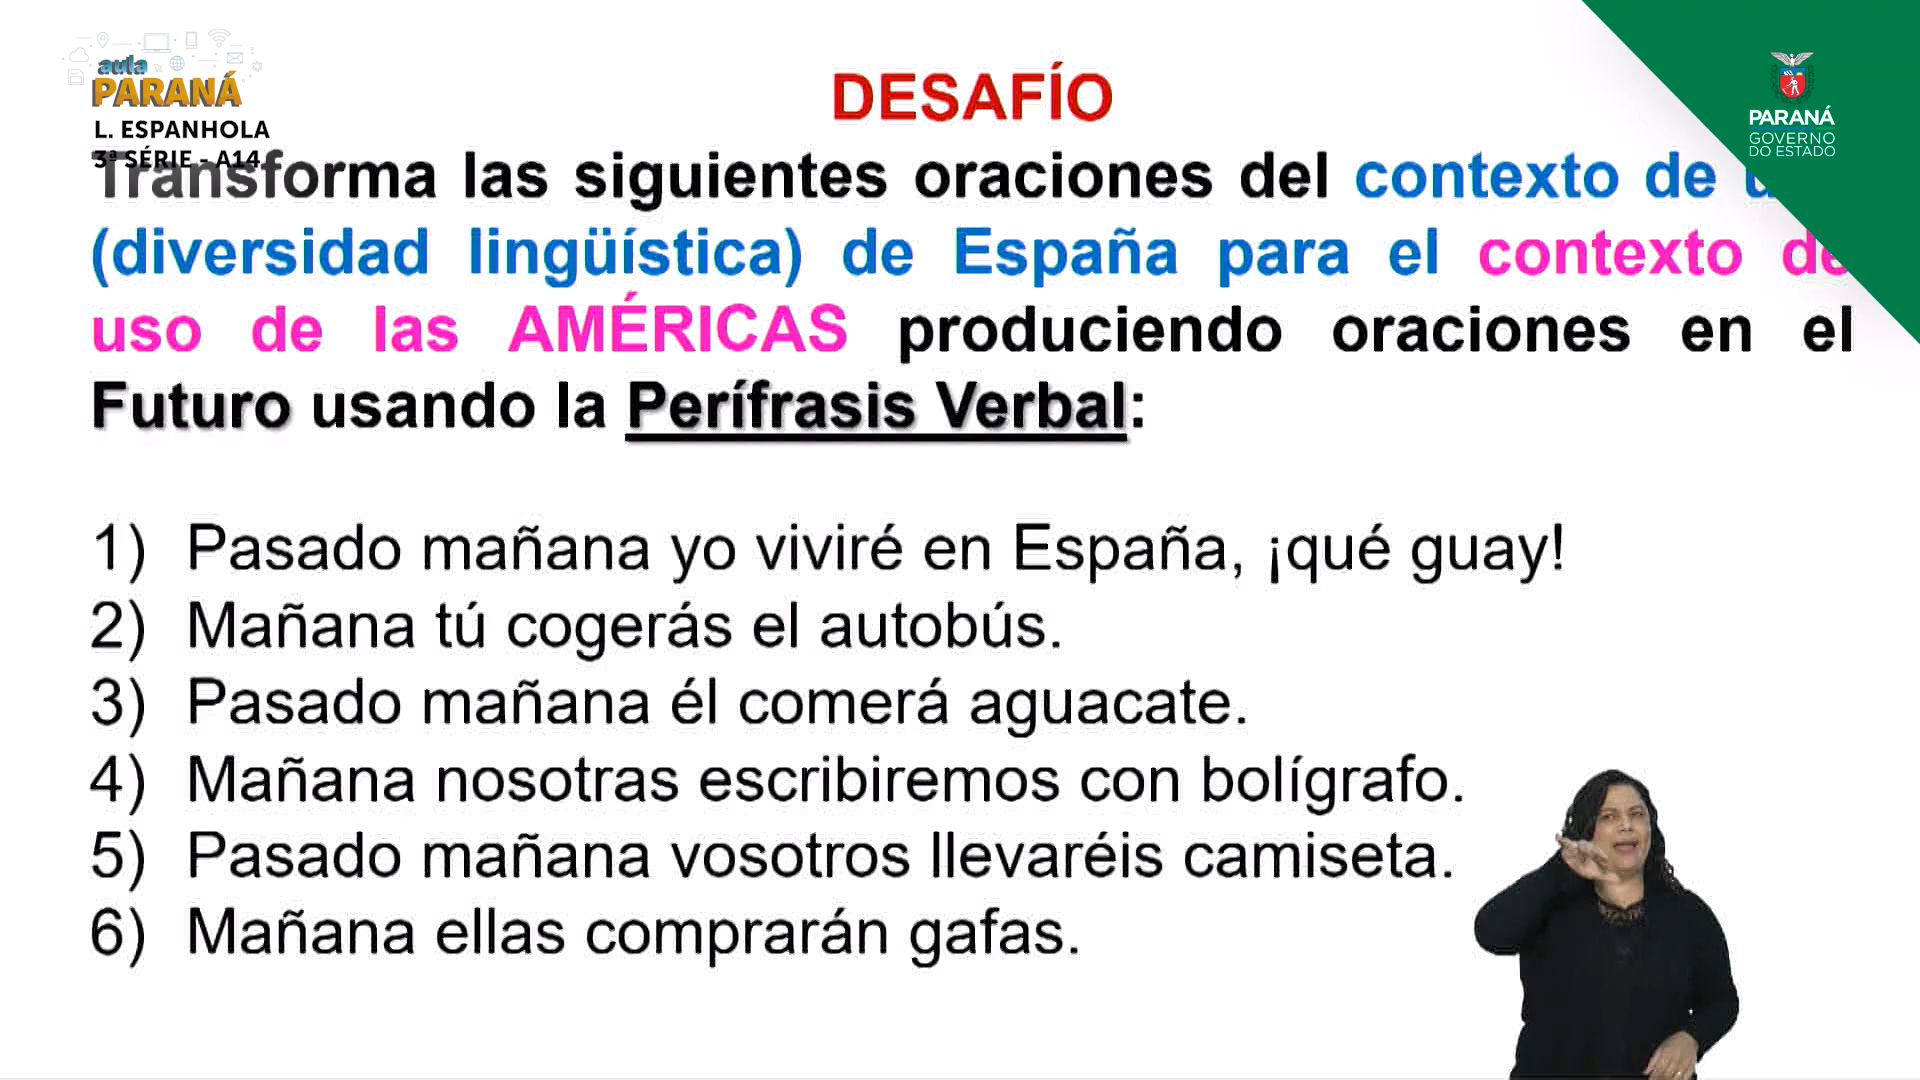 aula
PARANÁ
L. ESPANHOLA
3ª SÉRIE - A14
DESAFÍO
PARANÁ
GOVERNO
DO ESTADO
Transforma las siguientes oraciones del contexto de
(diversidad lingüística) de España para el contexto de
uso de las AMÉRICAS produciendo oraciones en el
Futuro usando la Perífrasis Verbal:
1) Pasado mañana yo viviré en España, ¡qué guay!
2) Mañana tú cogerás el autobús.
3) Pasado mañana él comerá aguacate.
4) Mañana nosotras escribiremos con bolígrafo.
5) Pasado mañana vosotros llevaréis camiseta.
6) Mañana ellas comprarán gafas.